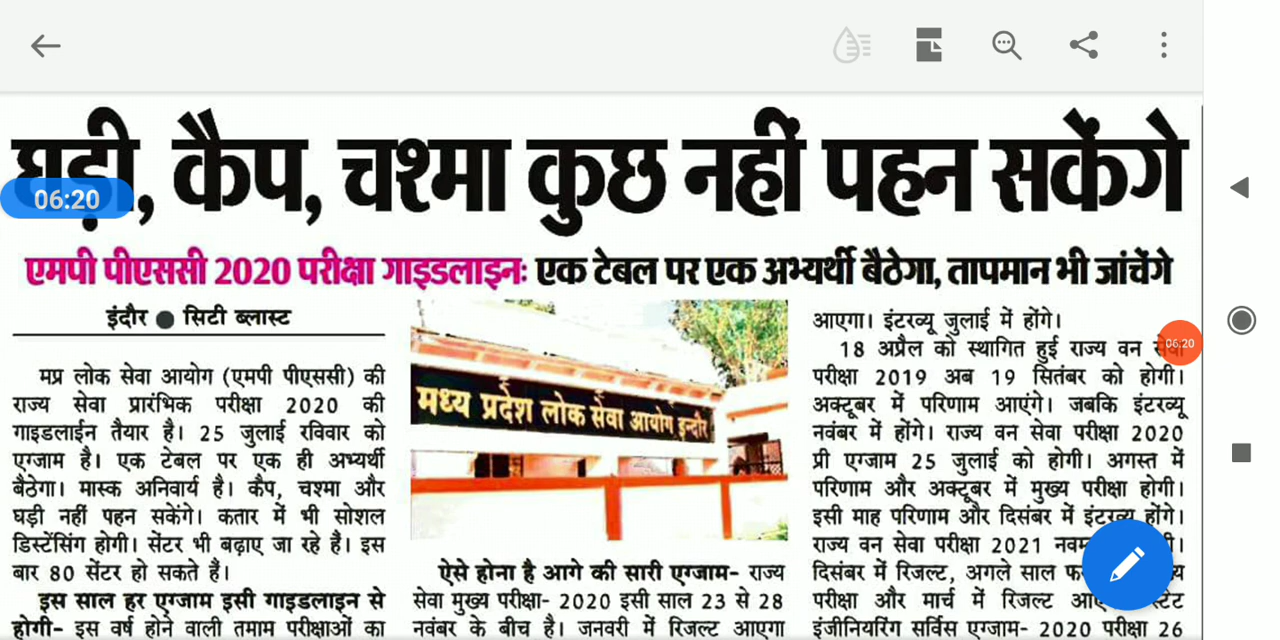 घड़ी, कैप, चश्मा कुछ नहीं पहन सकेंगे
06:20
एमपी पीएससी 2020 परीक्षा गाइडलाइन: एक टेबल पर एक अभ्यर्थी बैठेगा, तापमान भी जांचेंगे
इंदौर ● सिटी ब्लास्ट
मप्र लोक सेवा आयोग (एमपी पीएससी) की
राज्य सेवा प्रारंभिक परीक्षा 2020 की
गाइडलाईन तैयार है। 25 जुलाई रविवार को
एग्जाम है। एक टेबल पर एक ही अभ्यर्थी
बैठेगा। मास्क अनिवार्य है। कैप, चश्मा और
घड़ी नहीं पहन सकेंगे। कतार में भी सोशल
डिस्टेंसिंग होगी। सेंटर भी बढ़ाए जा रहे हैं। इस
बार 80 सेंटर हो सकते हैं।
इस साल हर एग्जाम इसी गाइडलाइन से
होगी- इस वर्ष होने वाली तमाम परीक्षाओं का
मध्य प्रदेश लोक सेवा आयोग इन्दौर
ऐसे होना है आगे की सारी एग्जाम- राज्य
सेवा मुख्य परीक्षा- 2020 इसी साल 23 से 28
नवंबर के बीच है। जनवरी में रिजल्ट आएगा
आएगा। इंटरव्यू जुलाई में होंगे।
18 अप्रैल को स्थागित हुई राज्य वन सेवा
06:20
परीक्षा 2019 अब 19 सितंबर को होगी।
अक्टूबर में परिणाम आएंगे। जबकि इंटरव्यू
नवंबर में होंगे। राज्य वन सेवा परीक्षा 2020
प्री एग्जाम 25 जुलाई को होगी। अगस्त में
परिणाम और अक्टूबर में मुख्य परीक्षा होगी।
इसी माह परिणाम और दिसंबर में इंटरव्यू होंगे।
राज्य वन सेवा परीक्षा 2021
दिसंबर में रिजल्ट, अगले साल
परीक्षा और मार्च में रिजल्ट
इंजीनियरिंग सर्विस एग्जाम- 2020 परीक्षा 26